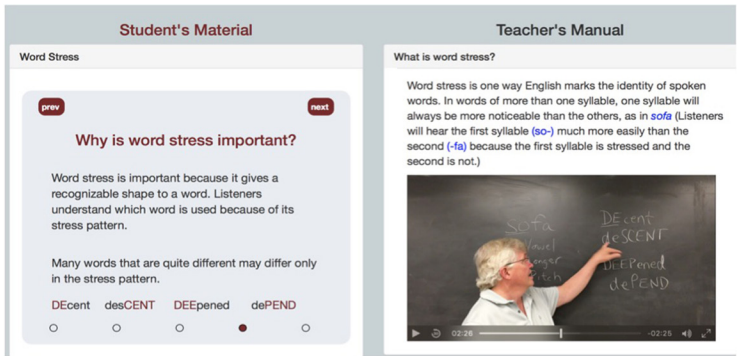 Student's Material
Word Stress
prev
next
Why is word stress important?
Word stress is important because it gives a
recognizable shape to a word. Listeners
understand which word is used because of its
stress pattern.
Many words that are quite different may differ only
in the stress pattern.
DEcent desCENT DEEpened dePEND
Teacher's Manual
What is word stress?
Word stress is one way English marks the identity of spoken
words. In words of more than one syllable, one syllable will
always be more noticeable than the others, as in sofa (Listeners
will hear the first syllable (so-) much more easily than the
second (-fa) because the first syllable is stressed and the
second is not.)
sofa
DEcent
deSCENT
DEEPened
dePEND
02:26
-02:25